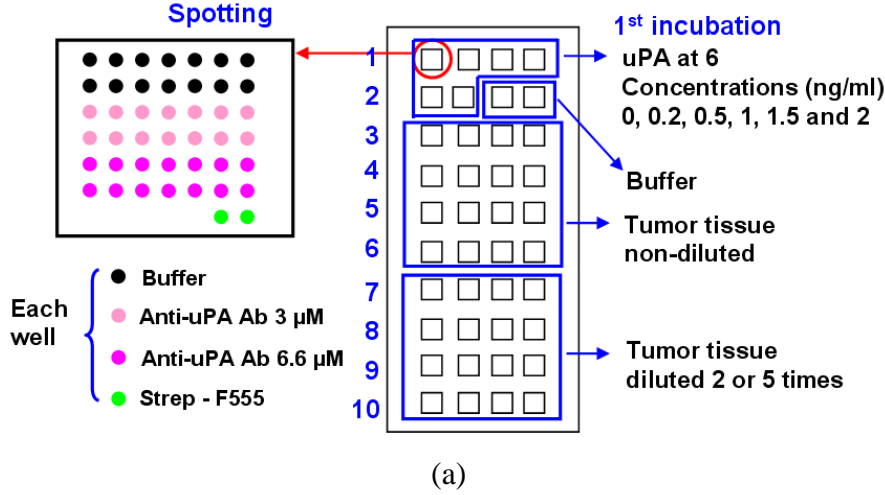 Spotting
1st incubation
1
2
3
4
5
6
7
8
9
10
uPA at 6
Concentrations (ng/ml)
0, 0.2, 0.5, 1, 1.5 and 2
Buffer
Tumor tissue
non-diluted
Tumor tissue
diluted 2 or 5 times
Each
well
Buffer
Anti-uPA Ab 3 µM
Anti-uPA Ab 6.6 µM
Strep - F555
(a)